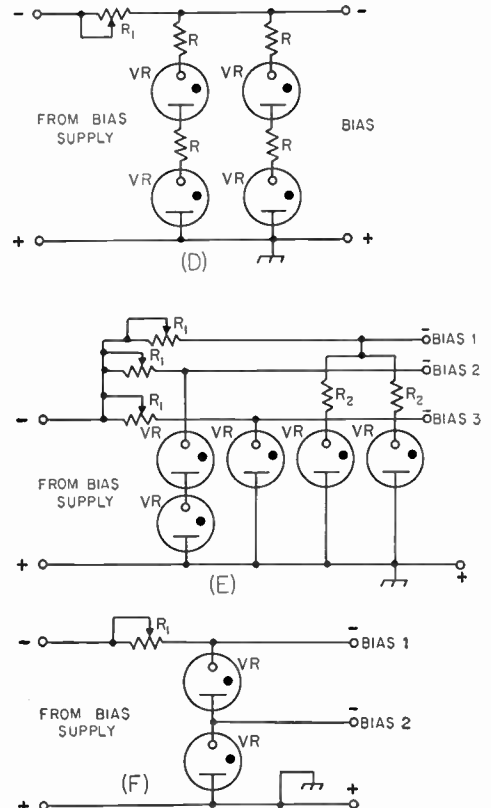 - R₁ -
R R
VR VR
FROM BIAS
SUPPLY
BIAS
R R
VR VR
+ +
(D)
R₁
- BIAS 1
R₁
- BIAS 2
R₂ R₂
R₁
- - BIAS 3
VR VR VR VR
FROM BIAS
SUPPLY
VR
+ +
(E)
- R₁ - BIAS 1
VR
FROM BIAS
SUPPLY
- BIAS 2
VR
(F)
+ +